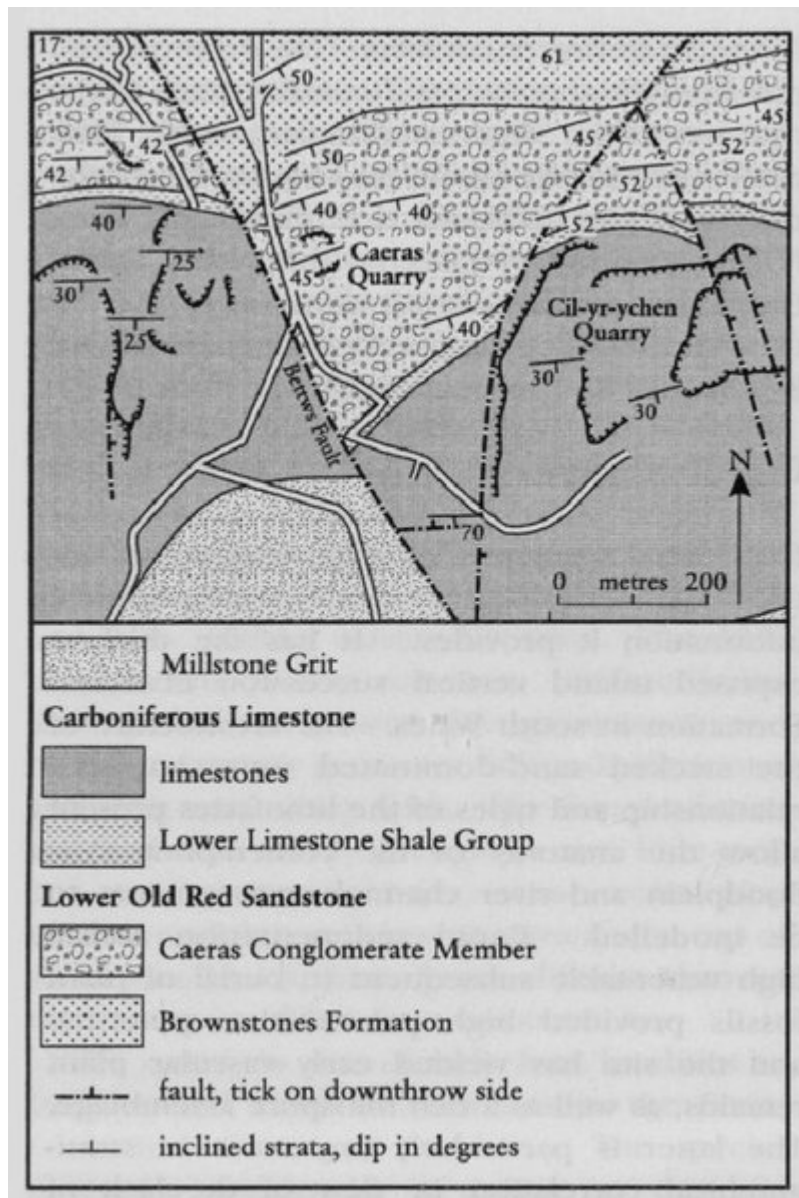 17
61
50
45
45
42
50
52
42
52
40
40
52
40
Caeras
Quarry
25
45
30
40
Cil-yr-ychen
Quarry
25
30
30
Bettws Fault
N
70
0 metres 200
Millstone Grit
Carboniferous Limestone
limestones
Lower Limestone Shale Group
Lower Old Red Sandstone
Caeras Conglomerate Member
Brownstones Formation
fault, tick on downthrow side
inclined strata, dip in degrees